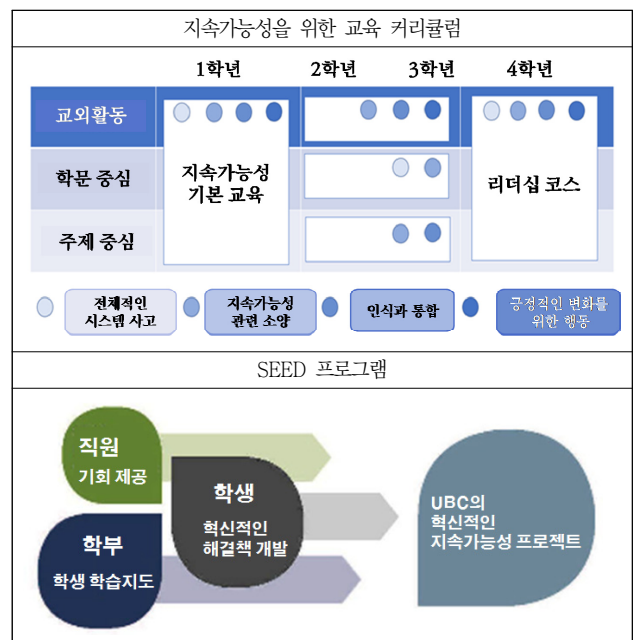 지속가능성을 위한 교육 커리큘럼
1학년 2학년 3학년 4학년
교외활동
학문 중심
주제 중심
지속가능성
기본 교육
리더십 코스
전체적인
시스템 사고
지속가능성
관련 소양
인식과 통합
긍정적인 변화를
위한 행동
SEED 프로그램
직원
기회 제공
학부
학생 학습지도
학생
혁신적인
해결책 개발
UBC의
혁신적인
지속가능성 프로젝트